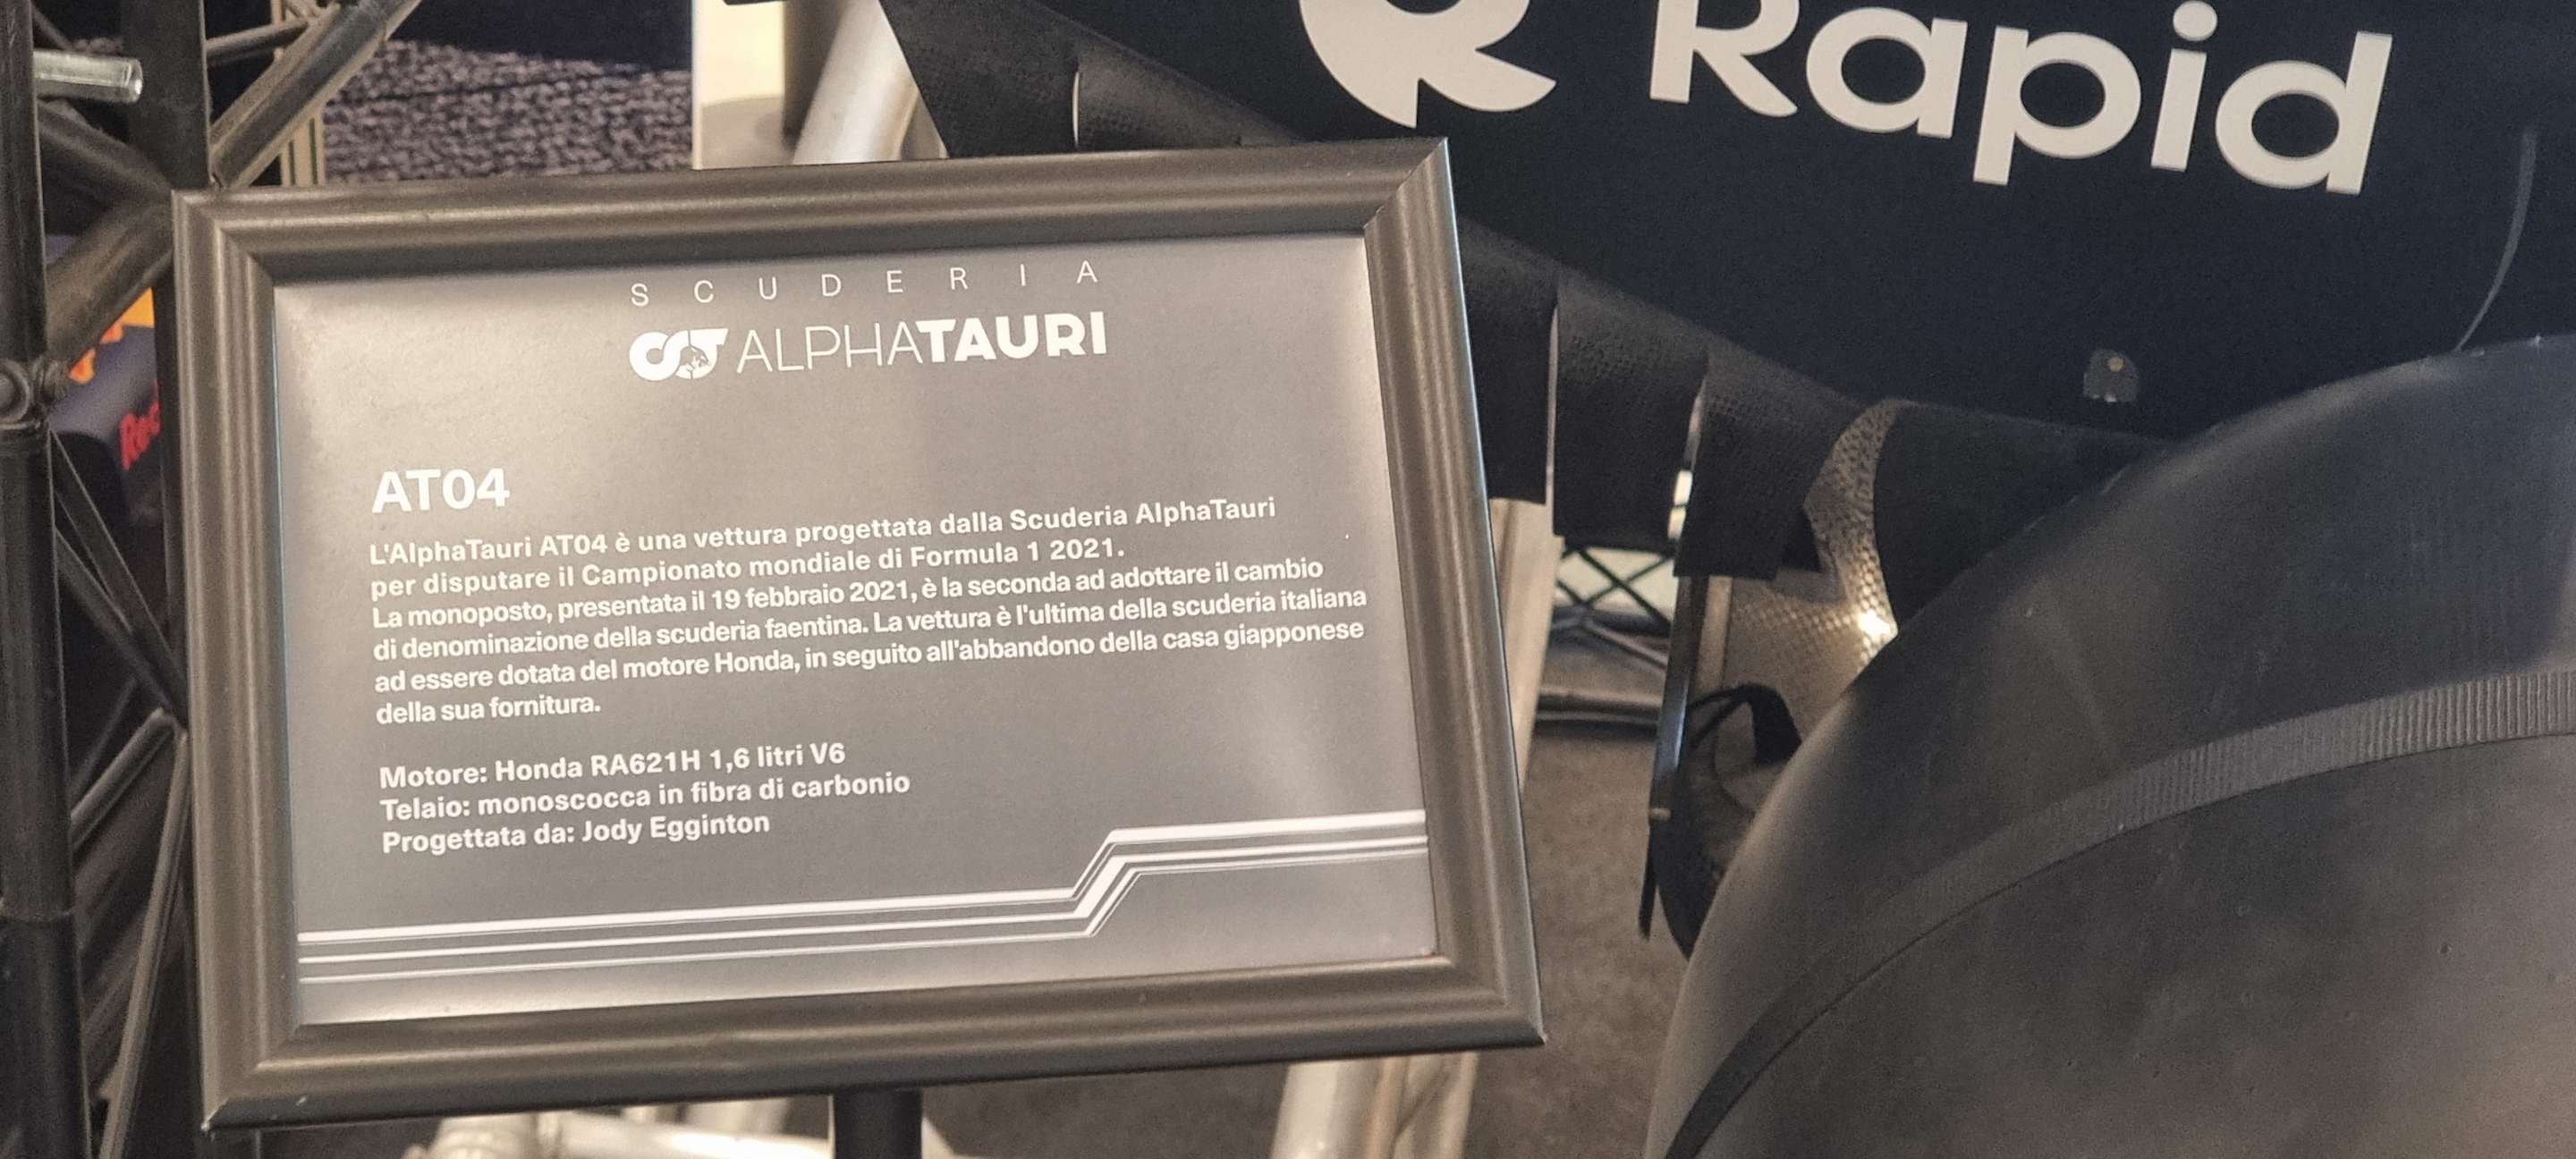 Rapid
SCUDERIA
ALPHATAURI
AT04
L'AlphaTauri AT04 è una vettura progettata dalla Scuderia AlphaTauri
per disputare il Campionato mondiale di Formula 1 2021.
La monoposto, presentata il 19 febbraio 2021, è la seconda ad adottare il cambio
di denominazione della scuderia faentina. La vettura è l'ultima della scuderia italiana
ad essere dotata del motore Honda, in seguito all'abbandono della casa giapponese
della sua fornitura.
Motore: Honda RA621H 1,6 litri V6
Telaio: monoscocca in fibra di carbonio
Progettata da: Jody Egginton